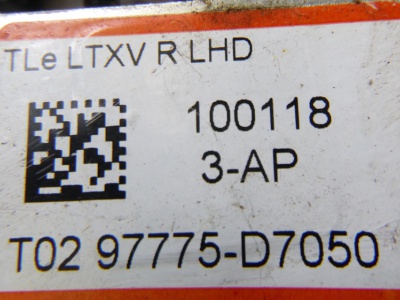 TLe LTXV R LHD
100118
3-AP
T02 97775-D7050